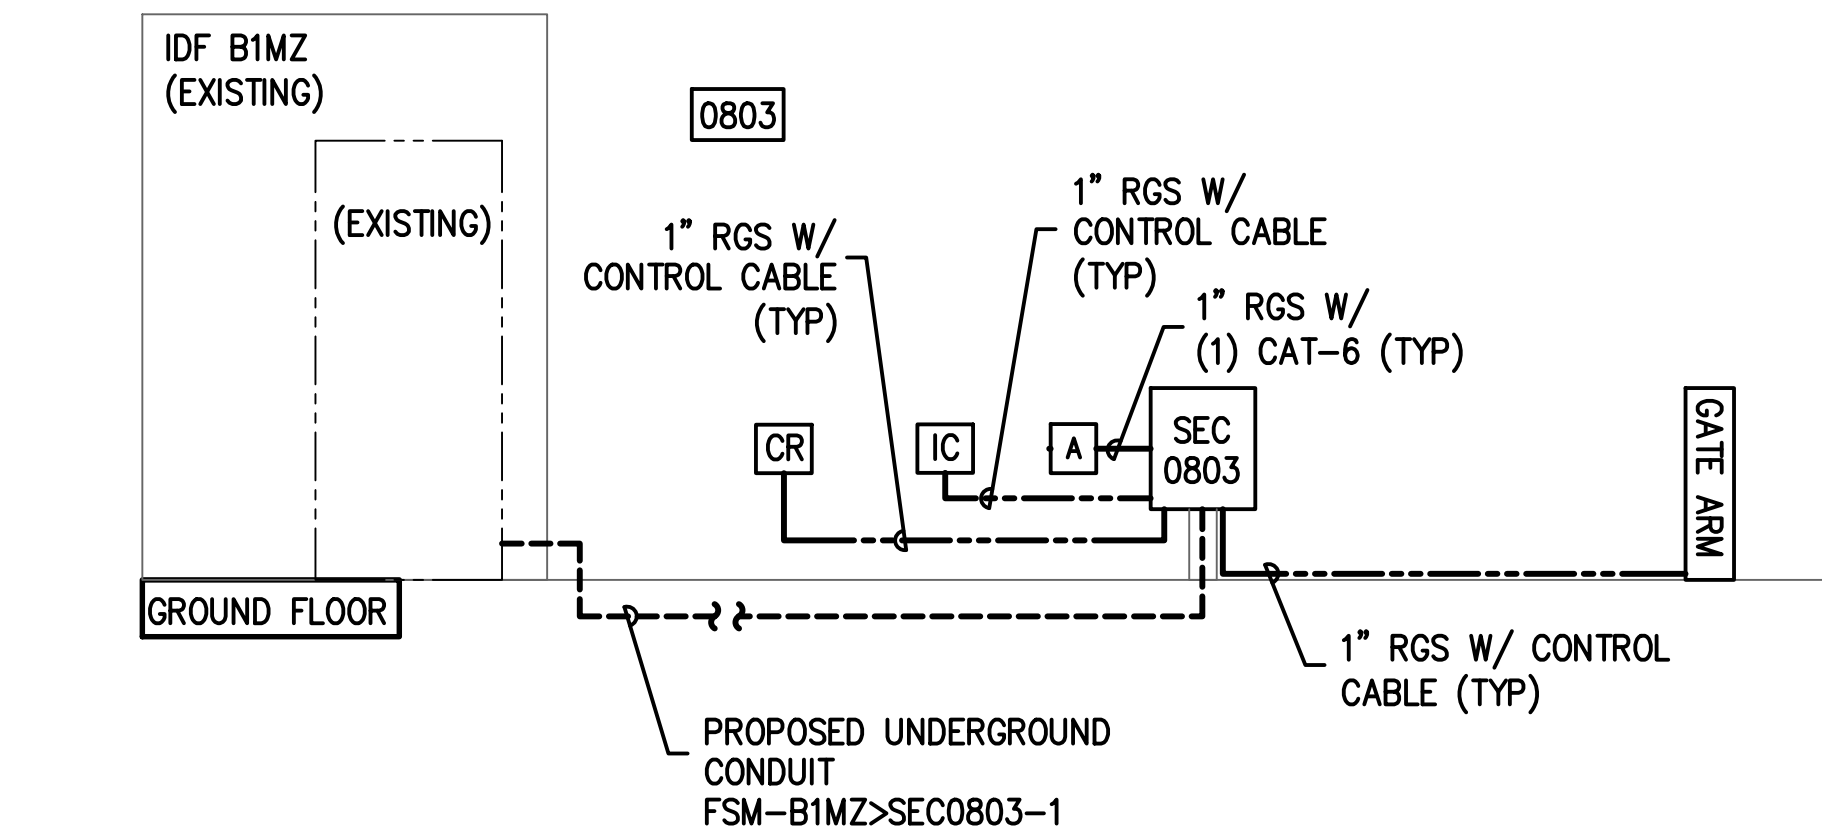 IDF B1MZ
(EXISTING)
0803
(EXISTING)
1" RGS W/
CONTROL CABLE
(TYP)
1" RGS W/
CONTROL CABLE
(TYP)
1" RGS W/
(1) CAT-6 (TYP)
CR
IC
A
SEC
0803
GATE ARM
GROUND FLOOR
1" RGS W/ CONTROL
CABLE (TYP)
PROPOSED UNDERGROUND
CONDUIT
FSM-B1MZ>SEC0803-1